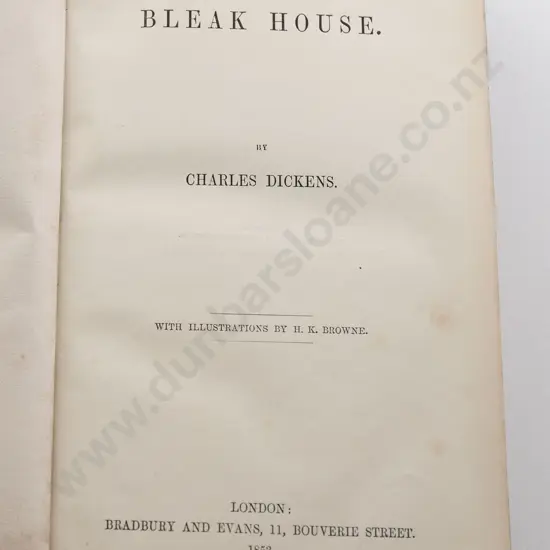 BLEAK HOUSE.
BY
CHARLES DICKENS.
WITH ILLUSTRATIONS BY H. K. BROWNE.
LONDON:
BRADBURY AND EVANS, 11, BOUVERIE STREET.
1853.
www.dunbarsloane.co.nz